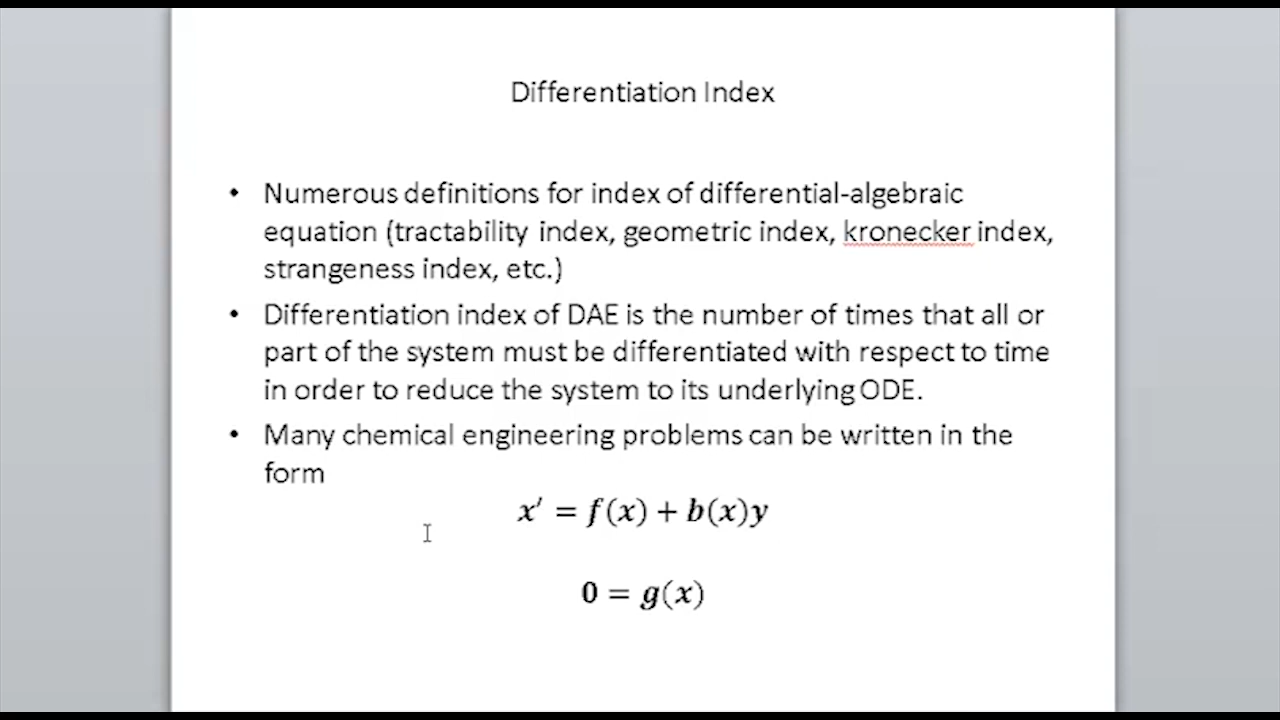 Differentiation Index
• Numerous definitions for index of differential-algebraic
equation (tractability index, geometric index, kronecker index,
strangeness index, etc.)
• Differentiation index of DAE is the number of times that all or
part of the system must be differentiated with respect to time
in order to reduce the system to its underlying ODE.
• Many chemical engineering problems can be written in the
form
x′ = f(x) + b(x)y
0 = g(x)